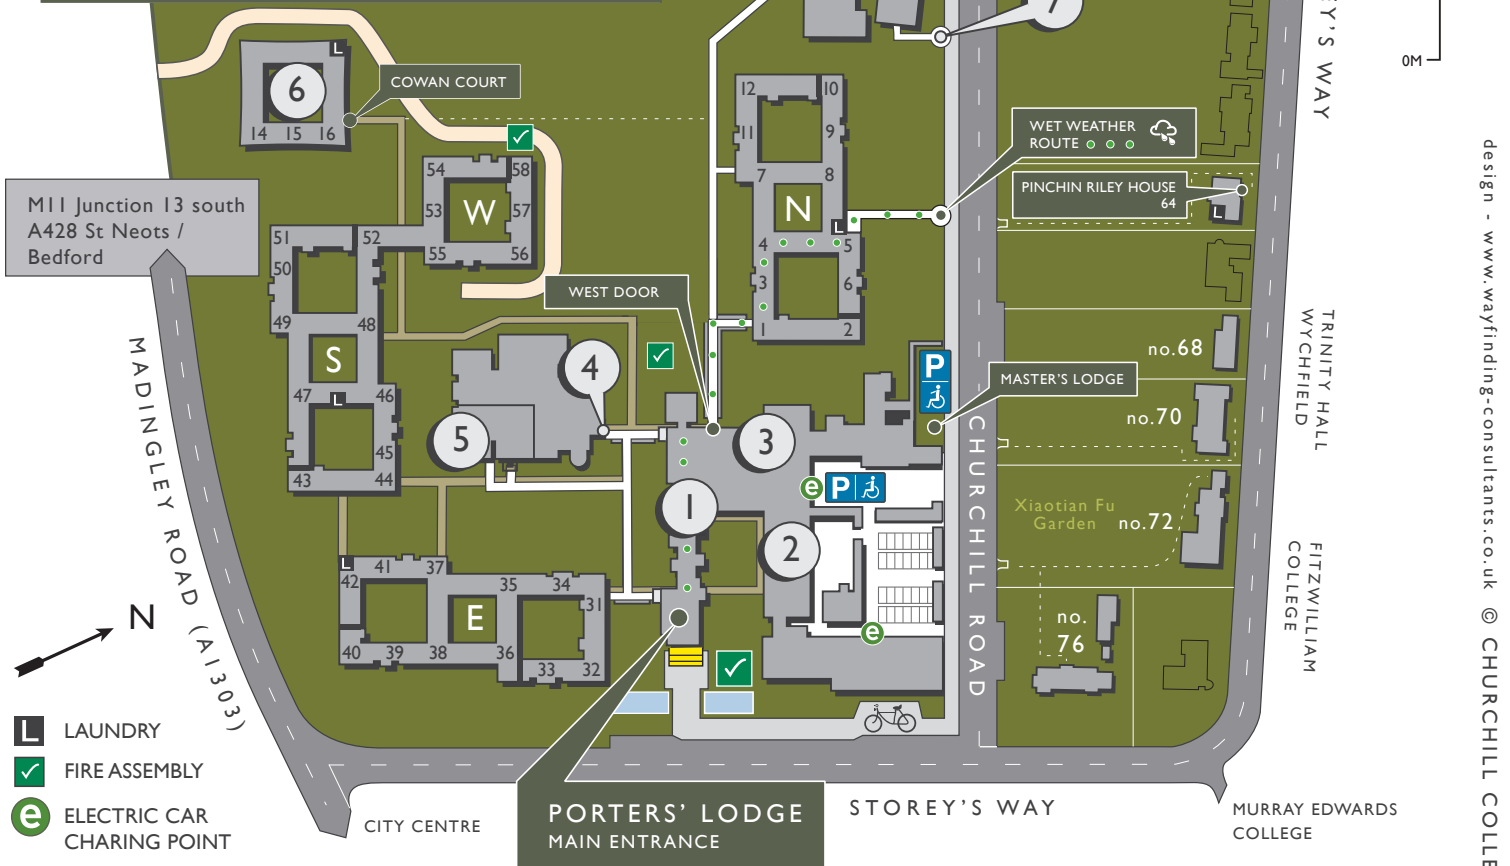 7
EY'S WAY
0M
6
L
14 15 16
COWAN COURT
12
10
11
9
7
8
N
L
4
5
3
6
1
2
WET WEATHER
ROUTE
PINCHIN RILEY HOUSE
64
L
M11 Junction 13 south
A428 St Neots /
Bedford
54
58
53
W
57
55
56
51
52
50
49
48
S
47
L
46
45
43
44
WEST DOOR
4
5
3
1
2
P
MASTER'S LODGE
e
P
no.68
no.70
Xiaotian Fu
Garden
no.72
no.
76
TRINITY HALL
WYCHFIELD
FITZWILLIAM
COLLEGE
MADINGLEY ROAD (A1303)
CHURCHILL ROAD
L
42
41
37
35
34
31
E
40
39
38
36
33
32
e
N
L LAUNDRY
FIRE ASSEMBLY
e ELECTRIC CAR
CHARING POINT
CITY CENTRE
PORTERS' LODGE
MAIN ENTRANCE
STOREY'S WAY
MURRAY EDWARDS
COLLEGE
design - www.wayfinding-consultants.co.uk © CHURCHILL COLLE